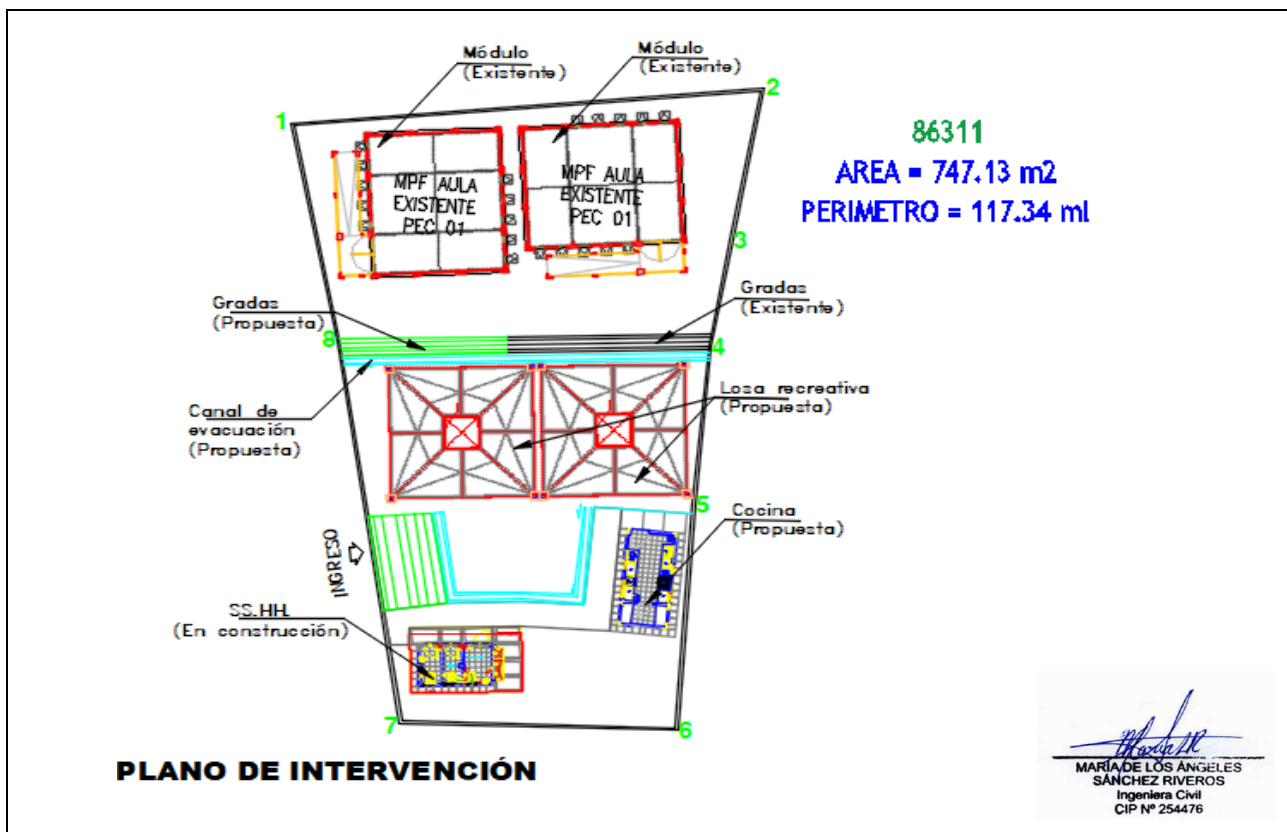 Módulo
(Existente)
Módulo
(Existente)
1
2
86311
AREA = 747.13 m2
PERIMETRO = 117.34 ml
MPF AULA
EXISTENTE
PEC 01
MPF AULA
EXISTENTE
PEC 01
3
Gradas
(Propuesta)
Gradas
(Existente)
8
4
Losa recreativa
(Propuesta)
Canal de
evacuación
(Propuesta)
5
Cocina
(Propuesta)
INGRESO
SS.HH.
(En construcción)
7
6
PLANO DE INTERVENCIÓN
MARÍA DE LOS ÁNGELES
SÁNCHEZ RIVEROS
Ingeniera Civil
CIP Nº 254476